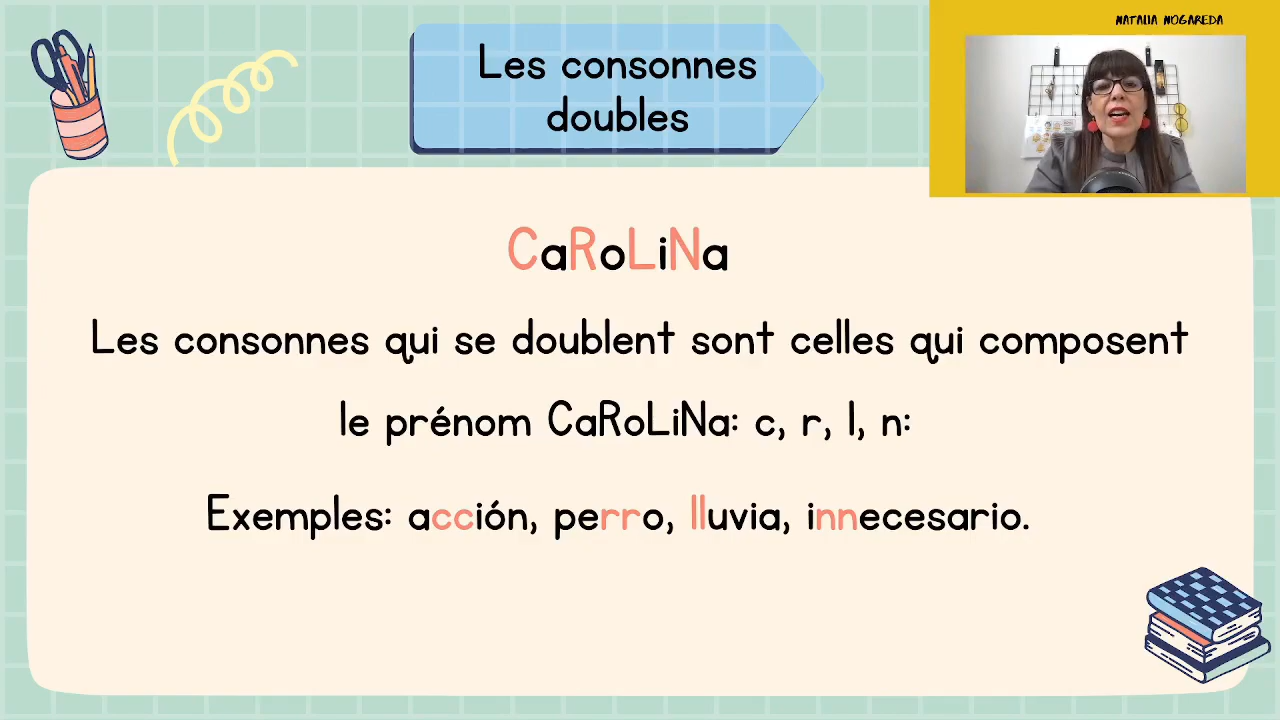 NATALIA NOGAREDA
Les consonnes
doubles
CaRoLiNa
Les consonnes qui se doublent sont celles qui composent
le prénom CaRoLiNa: c, r, l, n:
Exemples: acción, perro, lluvia, innecesario.